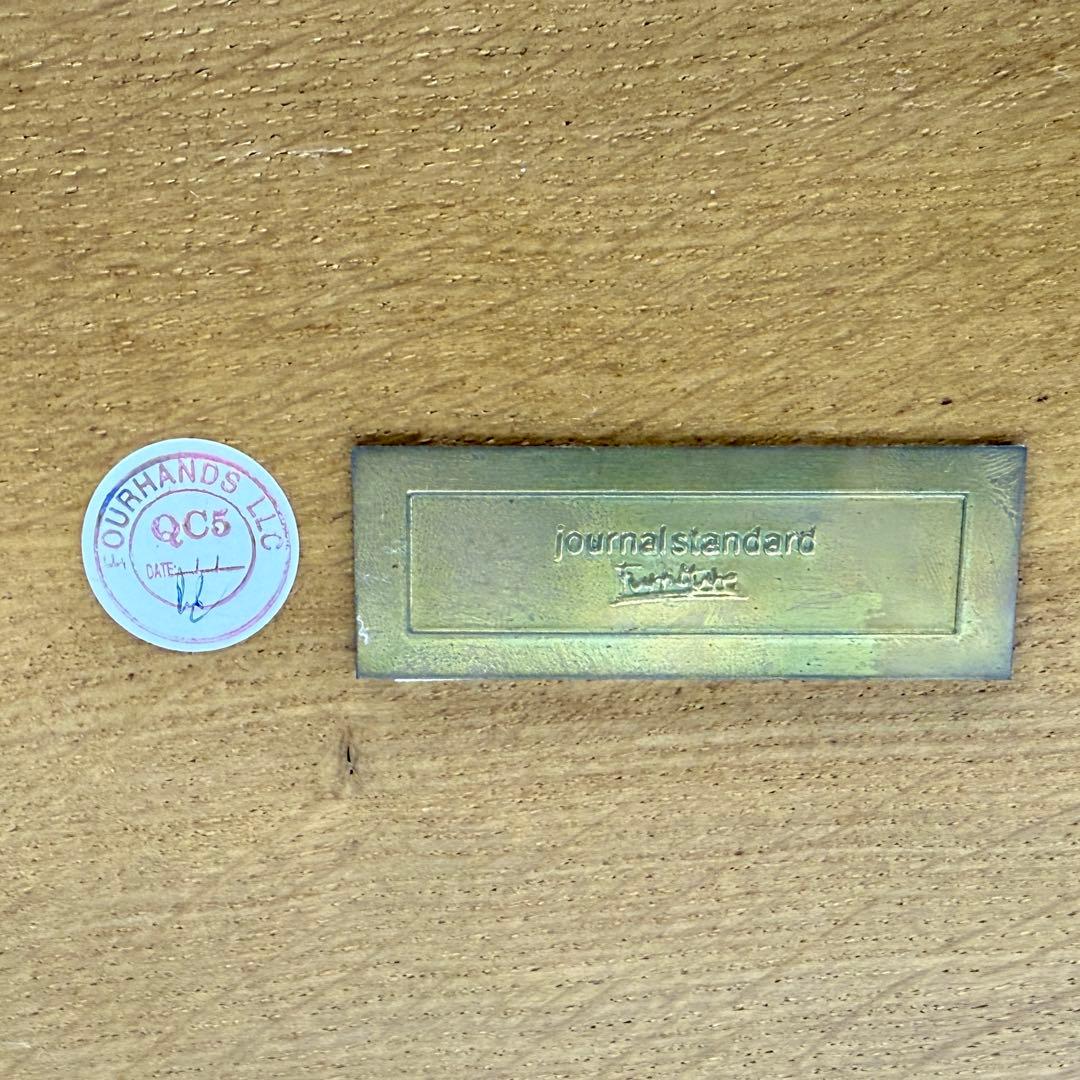 FOURHANDS LLC
QC5
DATE:
journal standard
Furniture